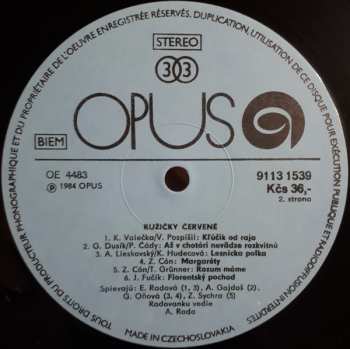 TOUS DROITS DU PRODUCTEUR PHONOGRAPHIQUE ET DU PROPRIÉTAIRE DE L'OEUVRE ENREGISTRÉE RÉSERVÉS. DUPLICATION, UTILISATION DE CE DISQUE POUR EXÉCUTION PUBLIQUE ET RADIODIFFUSION INTERDITES
STEREO
33
OPUS
BIEM
OE 4483
9113 1539
℗ 1984 OPUS
Kčs 36,-
2. strana
RUŽIČKY ČERVENÉ
1. K. Valečka/V. Pospíšil: Kľúčik od raja
2. G. Dusík/P. Čády: Až v chotári nevädze rozkvitnú
3. A. Lieskovský/K. Hudecová: Lesnícka polka
4. Z. Cón: Margaréty
5. Z. Cón/T. Grünner: Rozum máme
6. J. Fučík: Florentský pochod
Spievajú: E. Radová (1, 3), A. Gajdoš (2),
G. Oňová (3, 4), Z. Sychra (5)
Radovanku vedie
A. Rada
MADE IN CZECHOSLOVAKIA